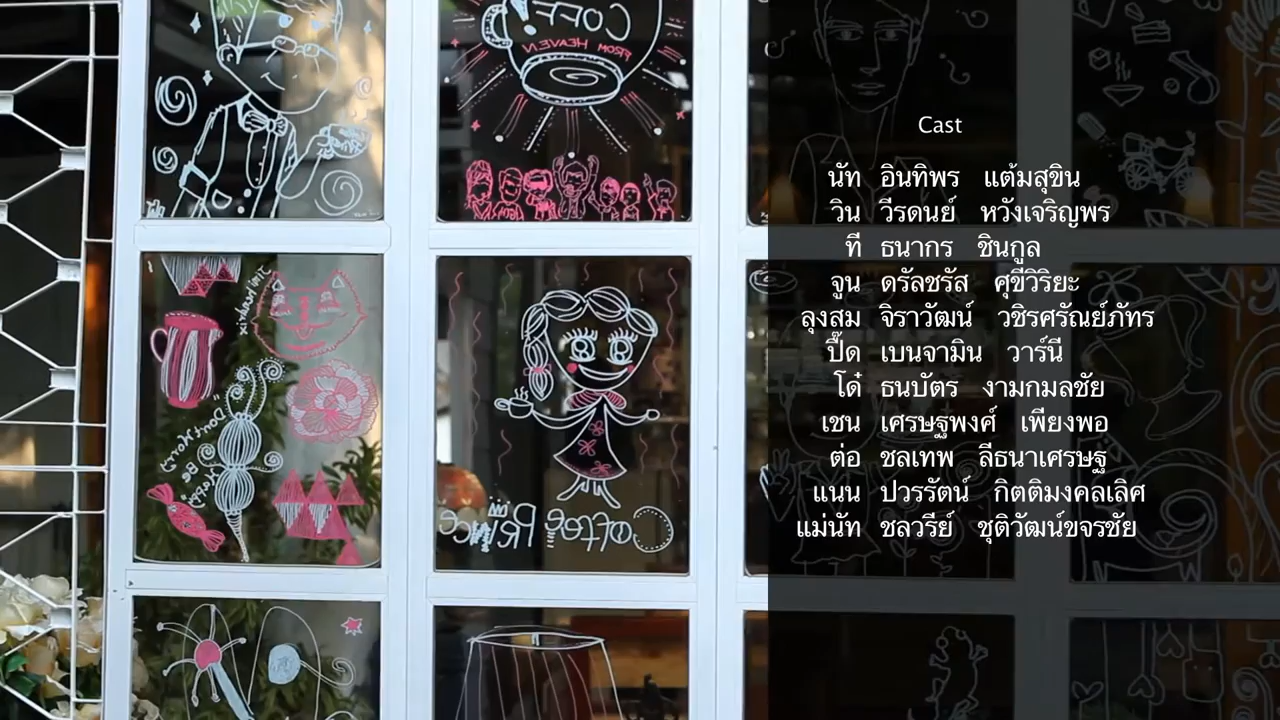 COFF
FROM HEAVEN
Cast
นัท อินทิพร แต้มสุขิน
วิน วีรดนย์ หวังเจริญพร
ที ธนากร ชินกูล
จูน ดรัลชรัส ศุขีวิริยะ
ลุงสม จิราวัฒน์ วชิรศรัณย์ภัทร
ปื๊ด เบนจามิน วาร์นี
โด๋ ธนบัตร งามกมลชัย
เชน เศรษฐพงศ์ เพียงพอ
ต่อ ชลเทพ ลีธนาเศรษฐ
แนน ปวรรัตน์ กิตติมงคลเลิศ
แม่นัท ชลวรีย์ ชุติวัฒน์ขจรชัย
"Don't Worry
Be
Happy"
Coffee PRINCE